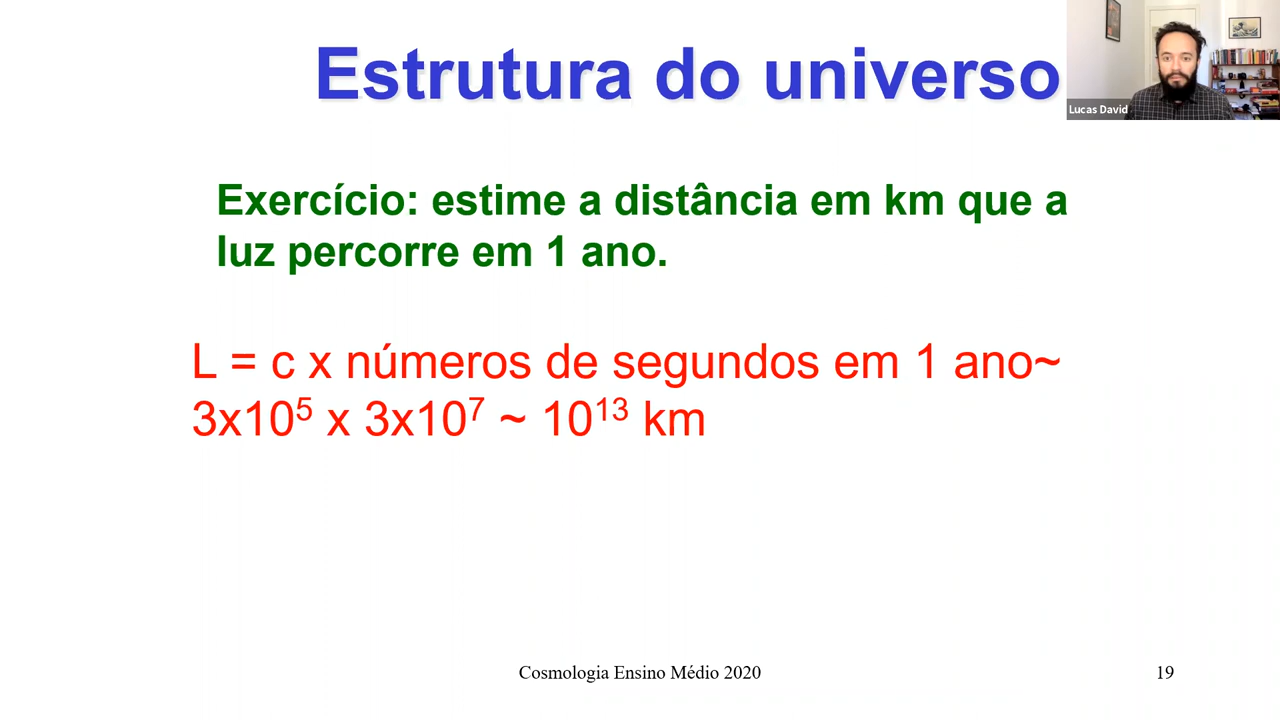 Estrutura do universo
Lucas David
Exercício: estime a distância em km que a
luz percorre em 1 ano.
L = c x números de segundos em 1 ano~
3x10⁵ x 3x10⁷ ~ 10¹³ km
Cosmologia Ensino Médio 2020
19